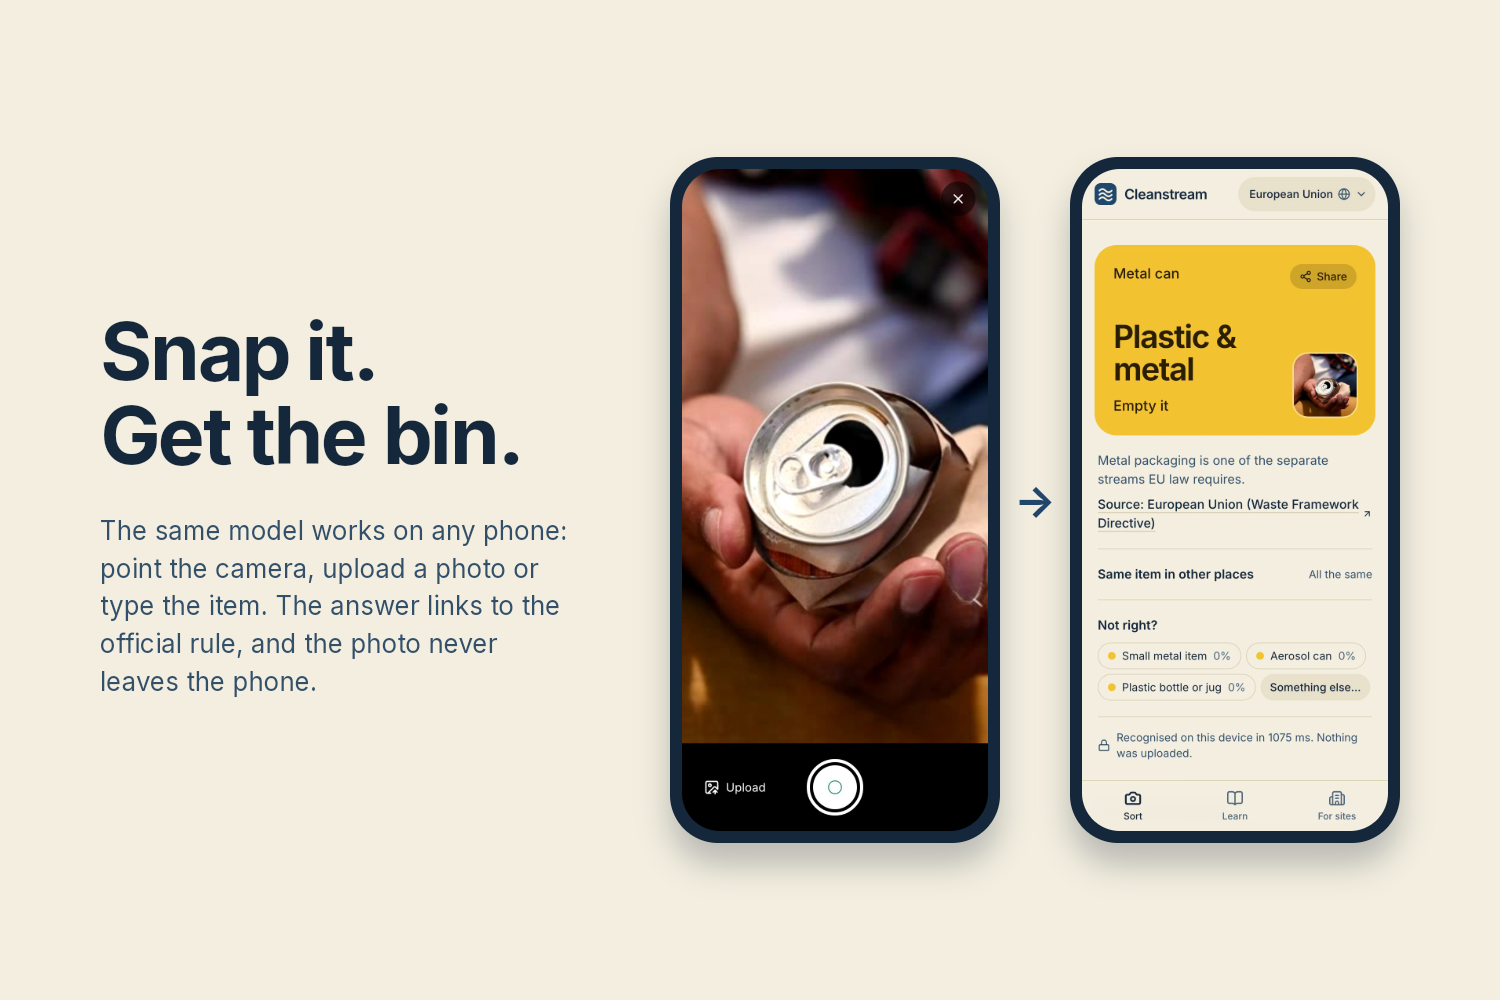 Snap it.
Get the bin.
The same model works on any phone:
point the camera, upload a photo or
type the item. The answer links to the
official rule, and the photo never
leaves the phone.
Upload
Cleanstream
European Union
Metal can
Share
Plastic &
metal
Empty it
Metal packaging is one of the separate
streams EU law requires.
Source: European Union (Waste Framework
Directive)
Same item in other places
All the same
Not right?
Small metal item 0%
Aerosol can 0%
Plastic bottle or jug 0%
Something else...
Recognised on this device in 1075 ms. Nothing
was uploaded.
Sort
Learn
For sites